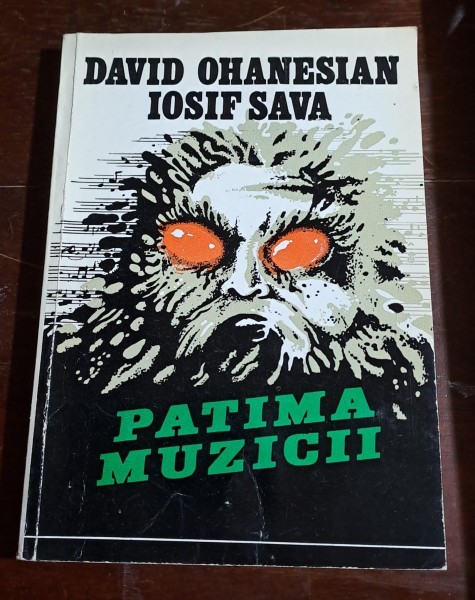 DAVID OHANESIAN
IOSIF SAVA
PATIMA
MUZICII